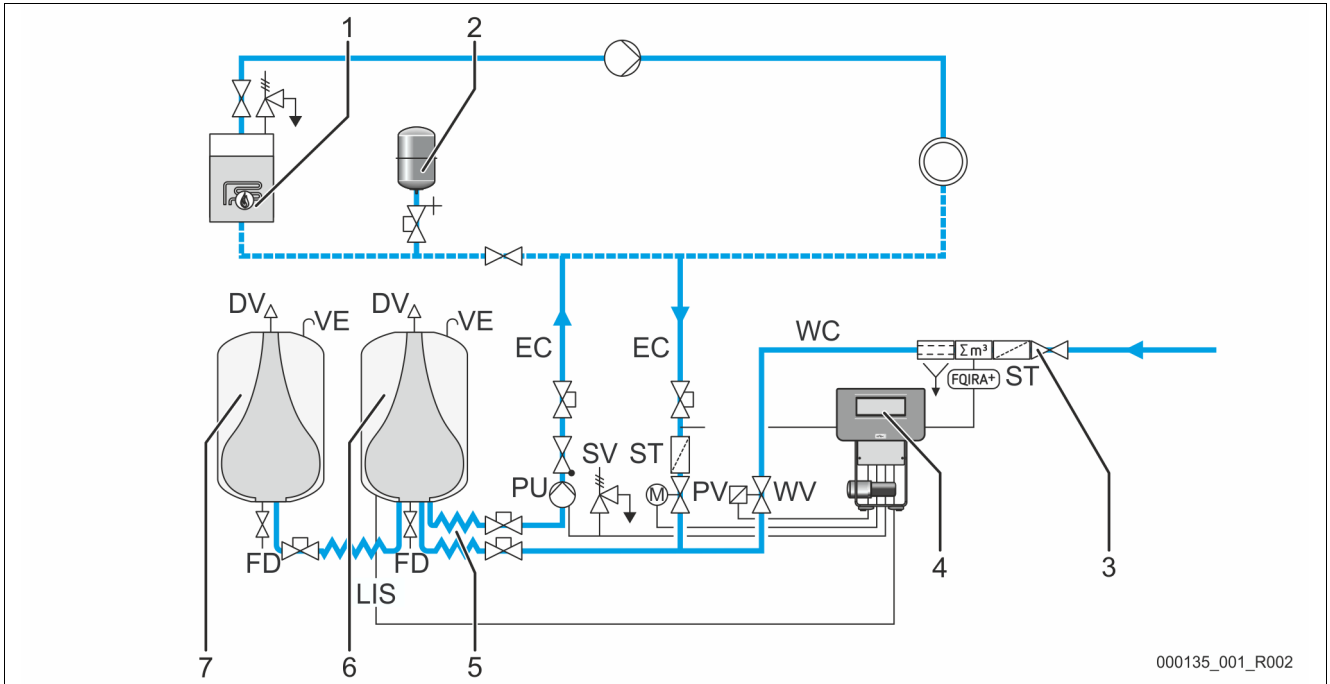 1
2
DV
VE
DV
VE
EC
EC
WC
Σm³
FQIRA+
ST
SV
ST
PU
M
PV
WV
FD
FD
LIS
4
3
7
6
5
000135_001_R002